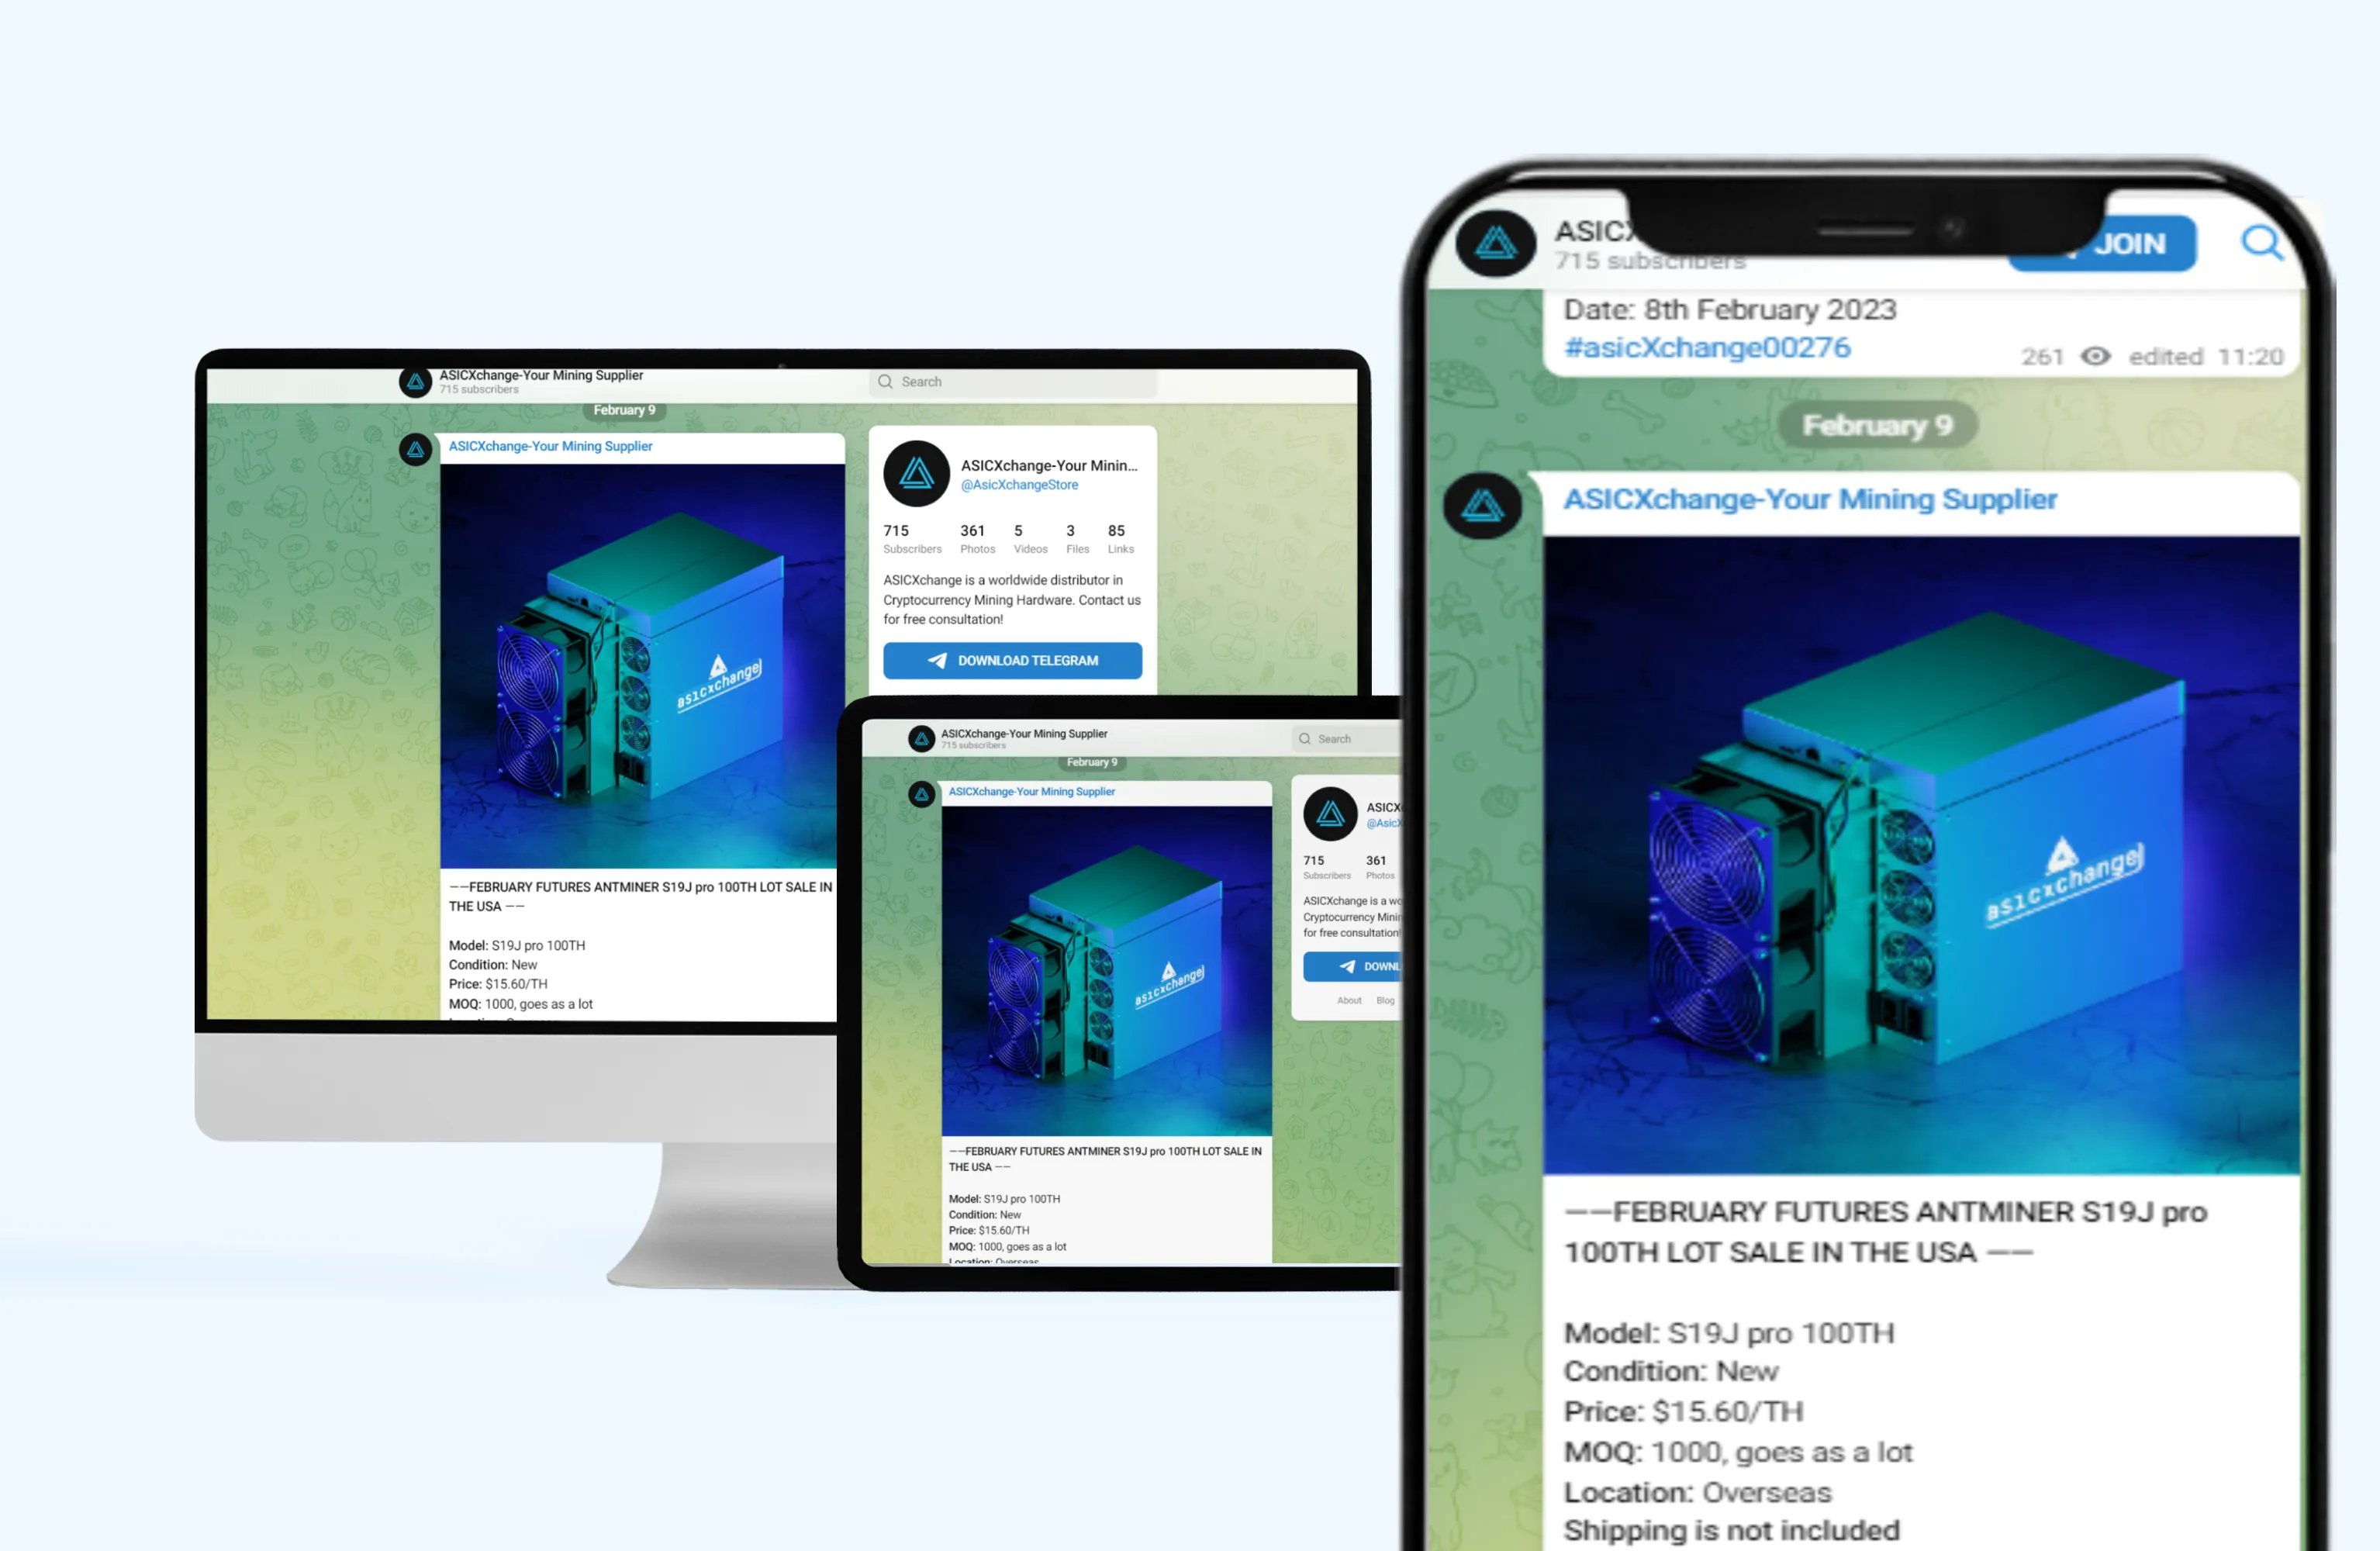 ASICXchange-Your Mining Supplier
715 subscribers
Search
February 9
ASICXchange-Your Mining Supplier
asicxchange
——FEBRUARY FUTURES ANTMINER S19J pro 100TH LOT SALE IN
THE USA ——
Model: S19J pro 100TH
Condition: New
Price: $15.60/TH
MOQ: 1000, goes as a lot
ASICXchange-Your Minin...
@AsicXchangeStore
715 361 5 3 85
Subscribers Photos Videos Files Links
ASICXchange is a worldwide distributor in
Cryptocurrency Mining Hardware. Contact us
for free consultation!
DOWNLOAD TELEGRAM
ASICXchange-Your Mining Supplier
715 subscribers
Search
February 9
ASICXchange-Your Mining Supplier
asicxchange
——FEBRUARY FUTURES ANTMINER S19J pro 100TH LOT SALE IN
THE USA ——
Model: S19J pro 100TH
Condition: New
Price: $15.60/TH
MOQ: 1000, goes as a lot
Location: Overseas
ASICX
@AsicX
715 361
Subscribers Photos
ASICXchange is a wo
Cryptocurrency Minin
for free consultation!
DOWNL
About Blog
ASICX
715 subscribers
JOIN
Date: 8th February 2023
#asicXchange00276
261 edited 11:20
February 9
ASICXchange-Your Mining Supplier
asicxchange
——FEBRUARY FUTURES ANTMINER S19J pro
100TH LOT SALE IN THE USA ——
Model: S19J pro 100TH
Condition: New
Price: $15.60/TH
MOQ: 1000, goes as a lot
Location: Overseas
Shipping is not included